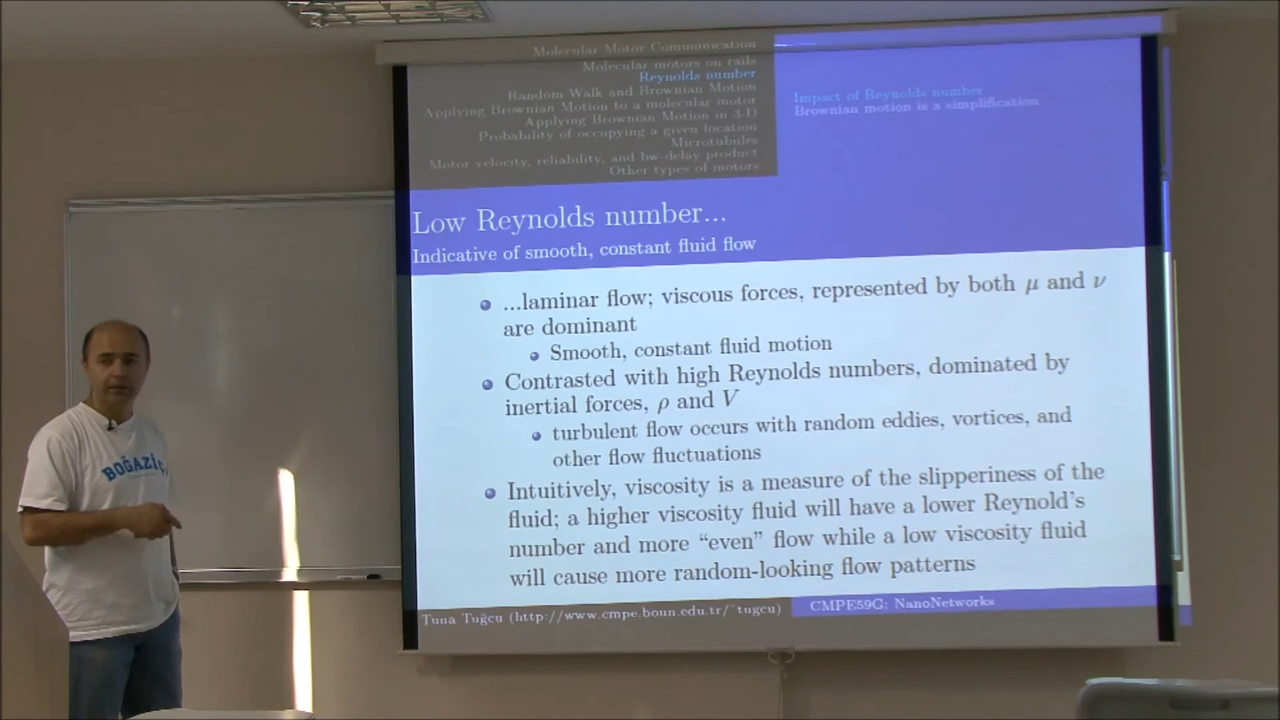 Molecular Motor Communication
Molecular motors on rails
Reynolds number
Random Walk and Brownian Motion
Applying Brownian Motion to a molecular motor
Applying Brownian Motion in 3-D
Probability of occupying a given location
Microtubules
Motor velocity, reliability, and bw-delay product
Other types of motors
Impact of Reynolds number
Brownian motion is a simplification
Low Reynolds number...
Indicative of smooth, constant fluid flow
...laminar flow; viscous forces, represented by both μ and ν
are dominant
Smooth, constant fluid motion
Contrasted with high Reynolds numbers, dominated by
inertial forces, ρ and V
turbulent flow occurs with random eddies, vortices, and
other flow fluctuations
Intuitively, viscosity is a measure of the slipperiness of the
fluid; a higher viscosity fluid will have a lower Reynold's
number and more “even” flow while a low viscosity fluid
will cause more random-looking flow patterns
Tuna Tuğcu (http://www.cmpe.boun.edu.tr/~tugcu)
CMPE59G: NanoNetworks
BOĞAZİÇ